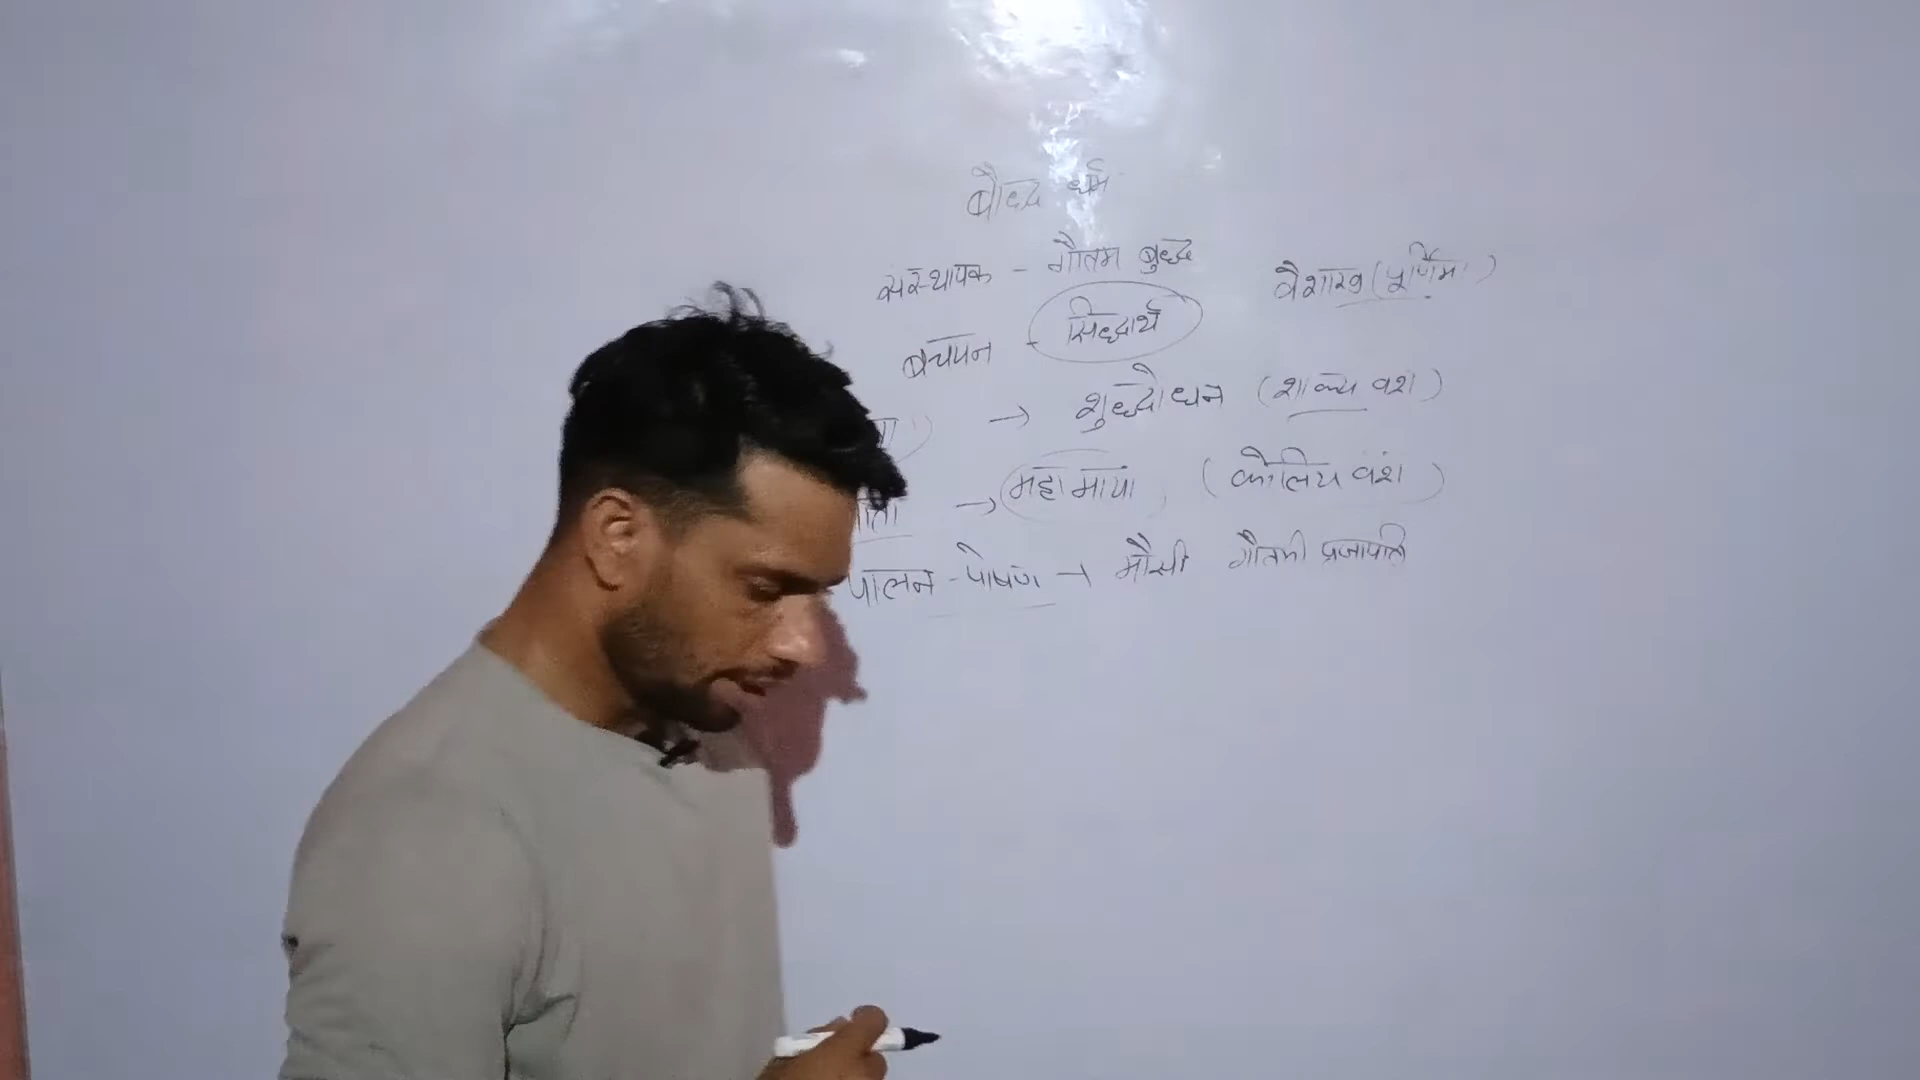 बौद्ध धर्म
संस्थापक - गौतम बुद्ध वैशाख (पूर्णिमा)
बचपन - सिद्धार्थ
→ शुद्धोधन (शाक्य वंश)
→ महामाया (कोलिय वंश)
पालन-पोषण → मौसी गौतमी प्रजापति